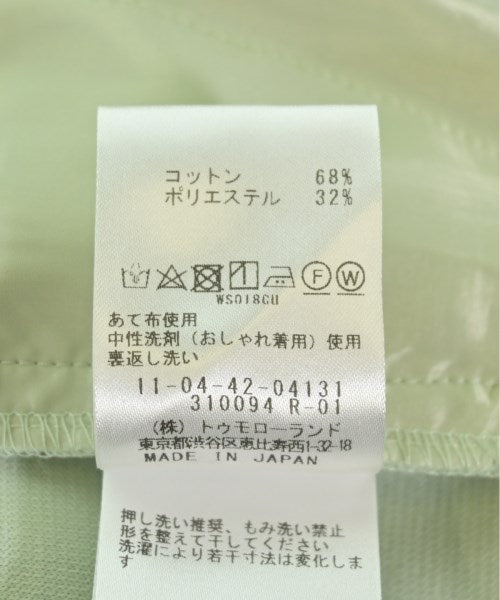 コットン 68%
ポリエステル 32%
F W
WS018GU
あて布使用
中性洗剤（おしゃれ着用）使用
裏返し洗い
11-04-42-04131
310094 R-01
（株）トゥモローランド
東京都渋谷区恵比寿西1-32-18
MADE IN JAPAN
押し洗い推奨、もみ洗い禁止
形を整えて干してください
洗濯により若干寸法は変化しま
す